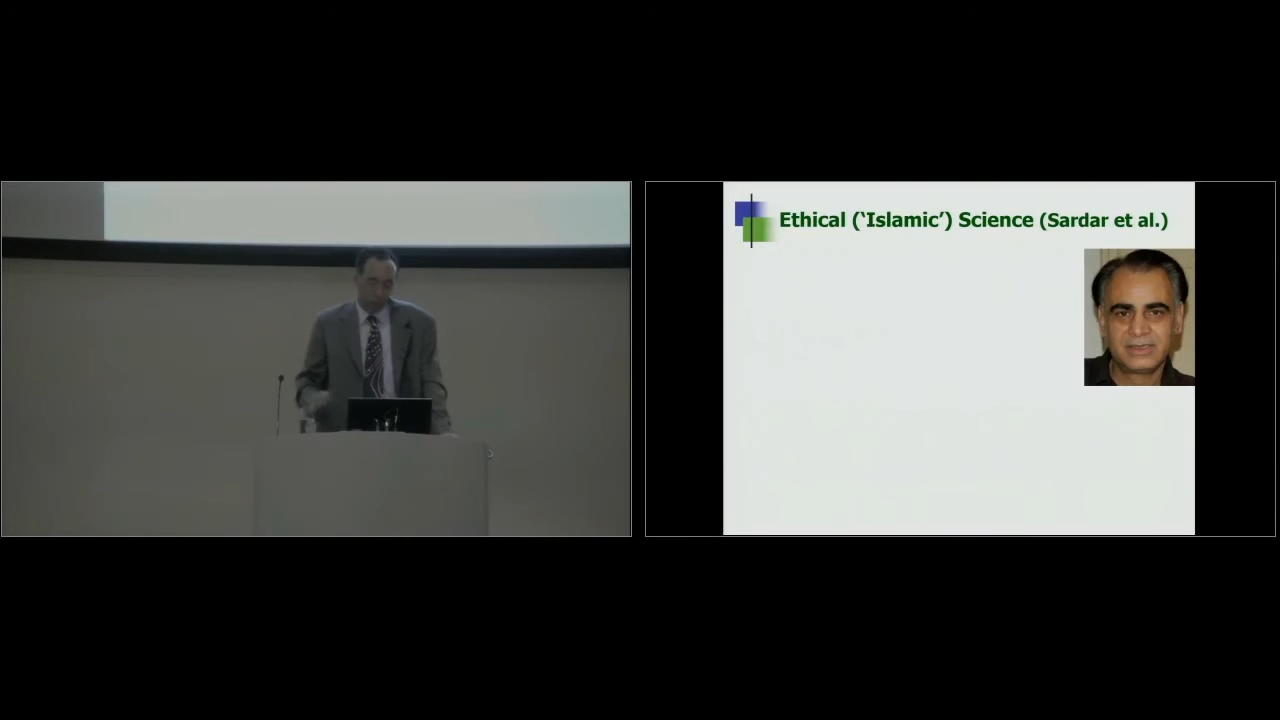 Ethical (‘Islamic’) Science (Sardar et al.)